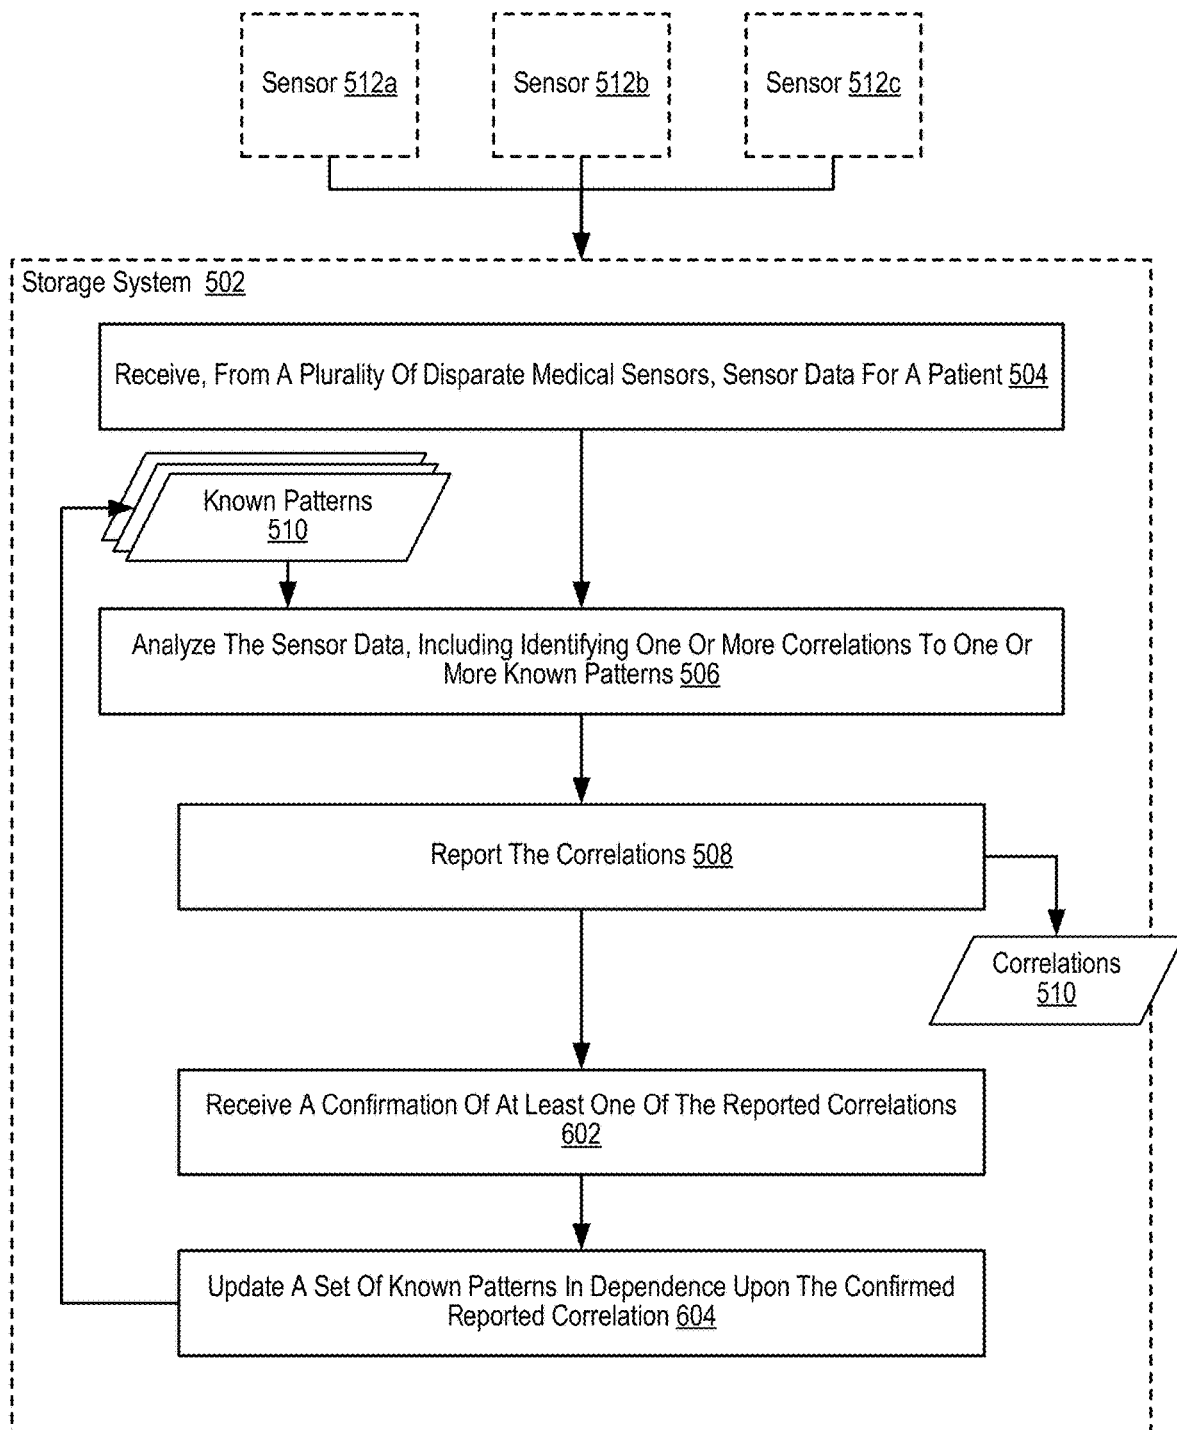 Sensor 512a
Sensor 512b
Sensor 512c
Storage System 502
Receive, From A Plurality Of Disparate Medical Sensors, Sensor Data For A Patient 504
Known Patterns
510
Analyze The Sensor Data, Including Identifying One Or More Correlations To One Or
More Known Patterns 506
Report The Correlations 508
Correlations
510
Receive A Confirmation Of At Least One Of The Reported Correlations
602
Update A Set Of Known Patterns In Dependence Upon The Confirmed
Reported Correlation 604